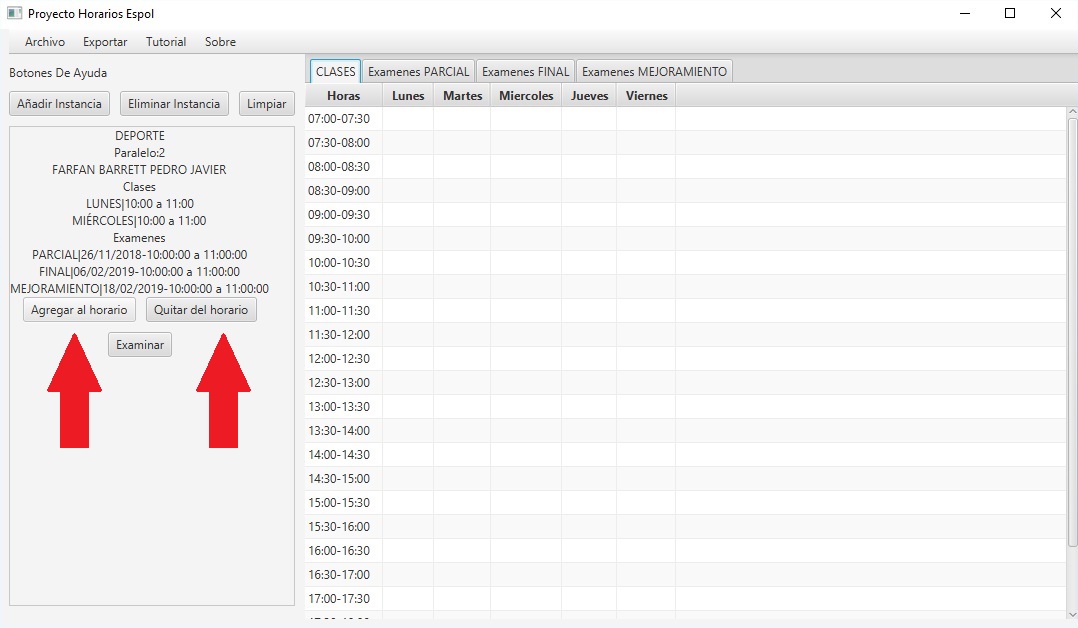 Proyecto Horarios Espol
Archivo Exportar Tutorial Sobre
Botones De Ayuda
Añadir Instancia Eliminar Instancia Limpiar
DEPORTE
Paralelo:2
FARFAN BARRETT PEDRO JAVIER
Clases
LUNES|10:00 a 11:00
MIÉRCOLES|10:00 a 11:00
Examenes
PARCIAL|26/11/2018-10:00:00 a 11:00:00
FINAL|06/02/2019-10:00:00 a 11:00:00
MEJORAMIENTO|18/02/2019-10:00:00 a 11:00:00
Agregar al horario Quitar del horario
Examinar
CLASES Examenes PARCIAL Examenes FINAL Examenes MEJORAMIENTO
Horas Lunes Martes Miercoles Jueves Viernes
07:00-07:30
07:30-08:00
08:00-08:30
08:30-09:00
09:00-09:30
09:30-10:00
10:00-10:30
10:30-11:00
11:00-11:30
11:30-12:00
12:00-12:30
12:30-13:00
13:00-13:30
13:30-14:00
14:00-14:30
14:30-15:00
15:00-15:30
15:30-16:00
16:00-16:30
16:30-17:00
17:00-17:30